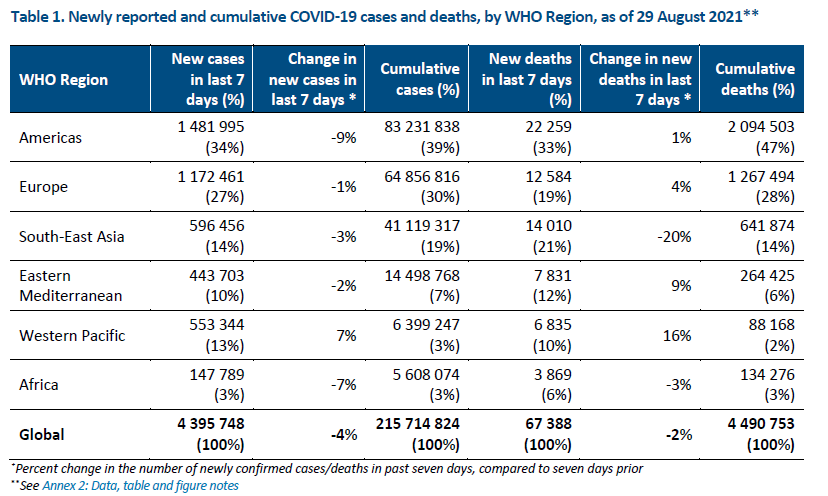 Table 1. Newly reported and cumulative COVID-19 cases and deaths, by WHO Region, as of 29 August 2021**
WHO Region
New cases
in last 7
days (%)
Change in
new cases in
last 7 days *
Cumulative
cases (%)
New deaths
in last 7 days
(%)
Change in new
deaths in last
7 days *
Cumulative
deaths (%)
Americas
1 481 995
(34%)
-9%
83 231 838
(39%)
22 259
(33%)
1%
2 094 503
(47%)
Europe
1 172 461
(27%)
-1%
64 856 816
(30%)
12 584
(19%)
4%
1 267 494
(28%)
South-East Asia
596 456
(14%)
-3%
41 119 317
(19%)
14 010
(21%)
-20%
641 874
(14%)
Eastern
Mediterranean
443 703
(10%)
-2%
14 498 768
(7%)
7 831
(12%)
9%
264 425
(6%)
Western Pacific
553 344
(13%)
7%
6 399 247
(3%)
6 835
(10%)
16%
88 168
(2%)
Africa
147 789
(3%)
-7%
5 608 074
(3%)
3 869
(6%)
-3%
134 276
(3%)
Global
4 395 748
(100%)
-4%
215 714 824
(100%)
67 388
(100%)
-2%
4 490 753
(100%)
*Percent change in the number of newly confirmed cases/deaths in past seven days, compared to seven days prior
**See Annex 2: Data, table and figure notes